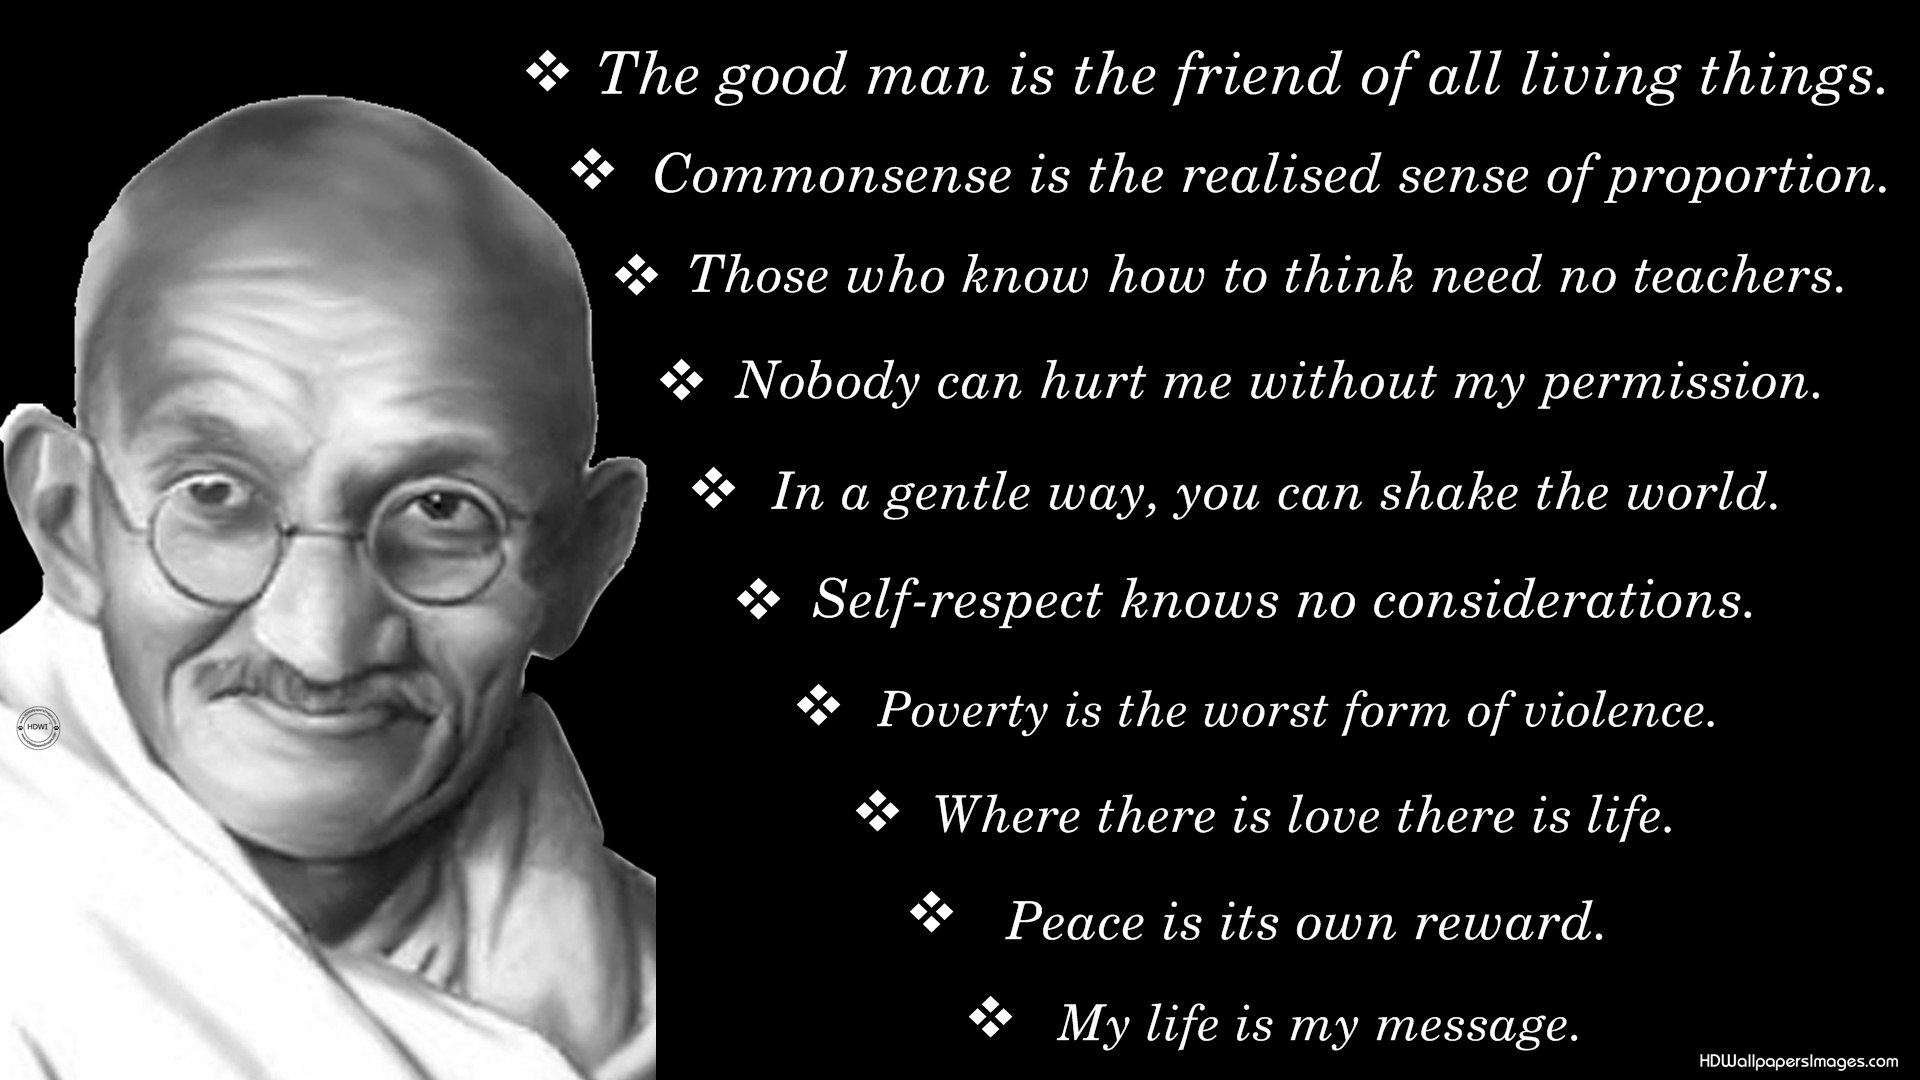 The good man is the friend of all living things.
Commonsense is the realised sense of proportion.
Those who know how to think need no teachers.
Nobody can hurt me without my permission.
In a gentle way, you can shake the world.
Self-respect knows no considerations.
Poverty is the worst form of violence.
Where there is love there is life.
Peace is its own reward.
My life is my message.
HDWI
HDWallpapersImages.com